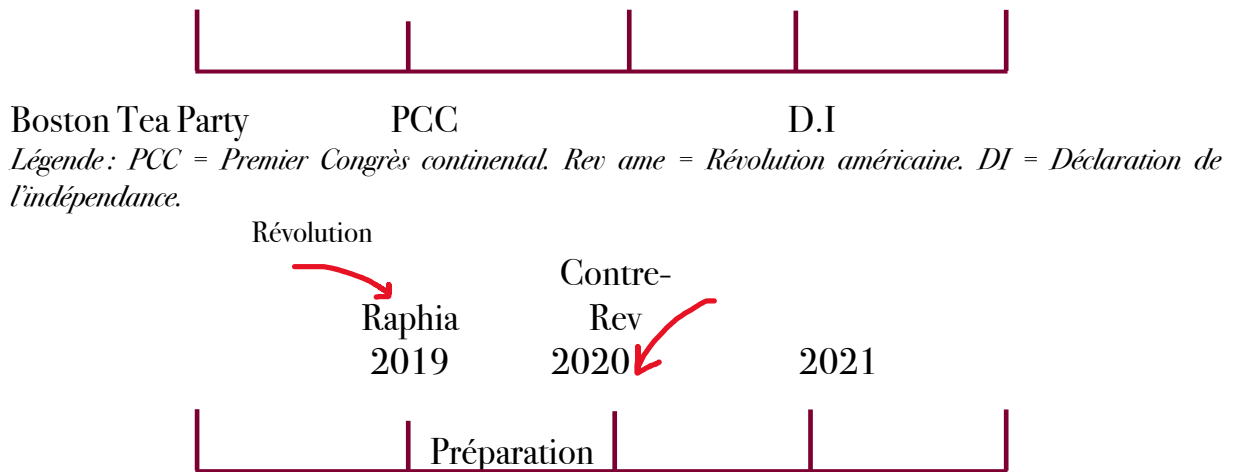 Boston Tea Party PCC D.I
Légende : PCC = Premier Congrès continental. Rev ame = Révolution américaine. DI = Déclaration de
l'indépendance.
Révolution
Contre-
Raphia Rev
2019 2020 2021
Préparation